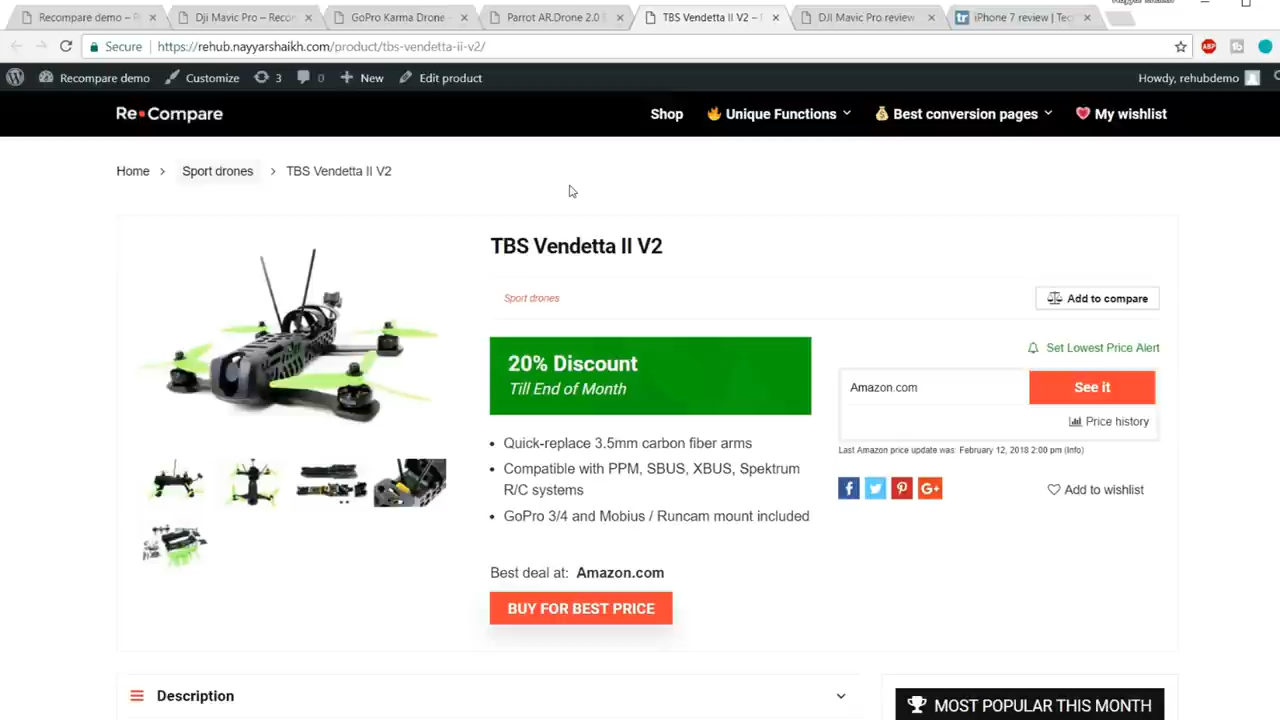 Recompare demo –
Dji Mavic Pro – Recon
GoPro Karma Drone -
Parrot AR.Drone 2.0
TBS Vendetta II V2 –
DJI Mavic Pro review
tr iPhone 7 review | Tec
Secure https://rehub.nayyarshaikh.com/product/tbs-vendetta-ii-v2/
ABP
Recompare demo Customize 3 0 New Edit product Howdy, rehubdemo
Re•Compare Shop Unique Functions Best conversion pages My wishlist
Home > Sport drones > TBS Vendetta II V2
TBS Vendetta II V2
Sport drones
Add to compare
20% Discount
Till End of Month
Set Lowest Price Alert
Amazon.com See it
Price history
Last Amazon price update was: February 12, 2018 2:00 pm (Info)
Add to wishlist
• Quick-replace 3.5mm carbon fiber arms
• Compatible with PPM, SBUS, XBUS, Spektrum
R/C systems
• GoPro 3/4 and Mobius / Runcam mount included
Best deal at: Amazon.com
BUY FOR BEST PRICE
Description
MOST POPULAR THIS MONTH